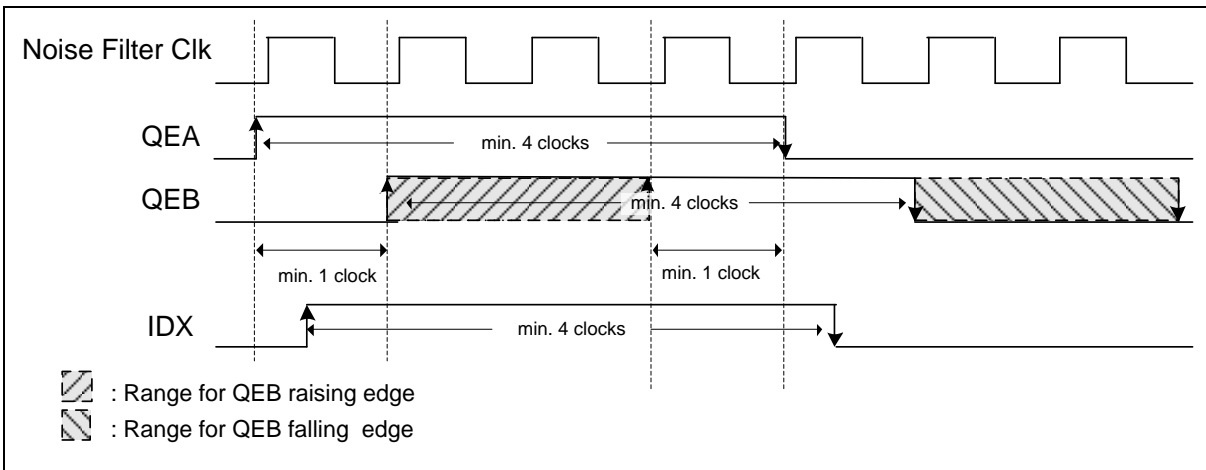 Noise Filter Clk
QEA
min. 4 clocks
QEB
min. 4 clocks
min. 1 clock
min. 1 clock
IDX
min. 4 clocks
: Range for QEB raising edge
: Range for QEB falling edge